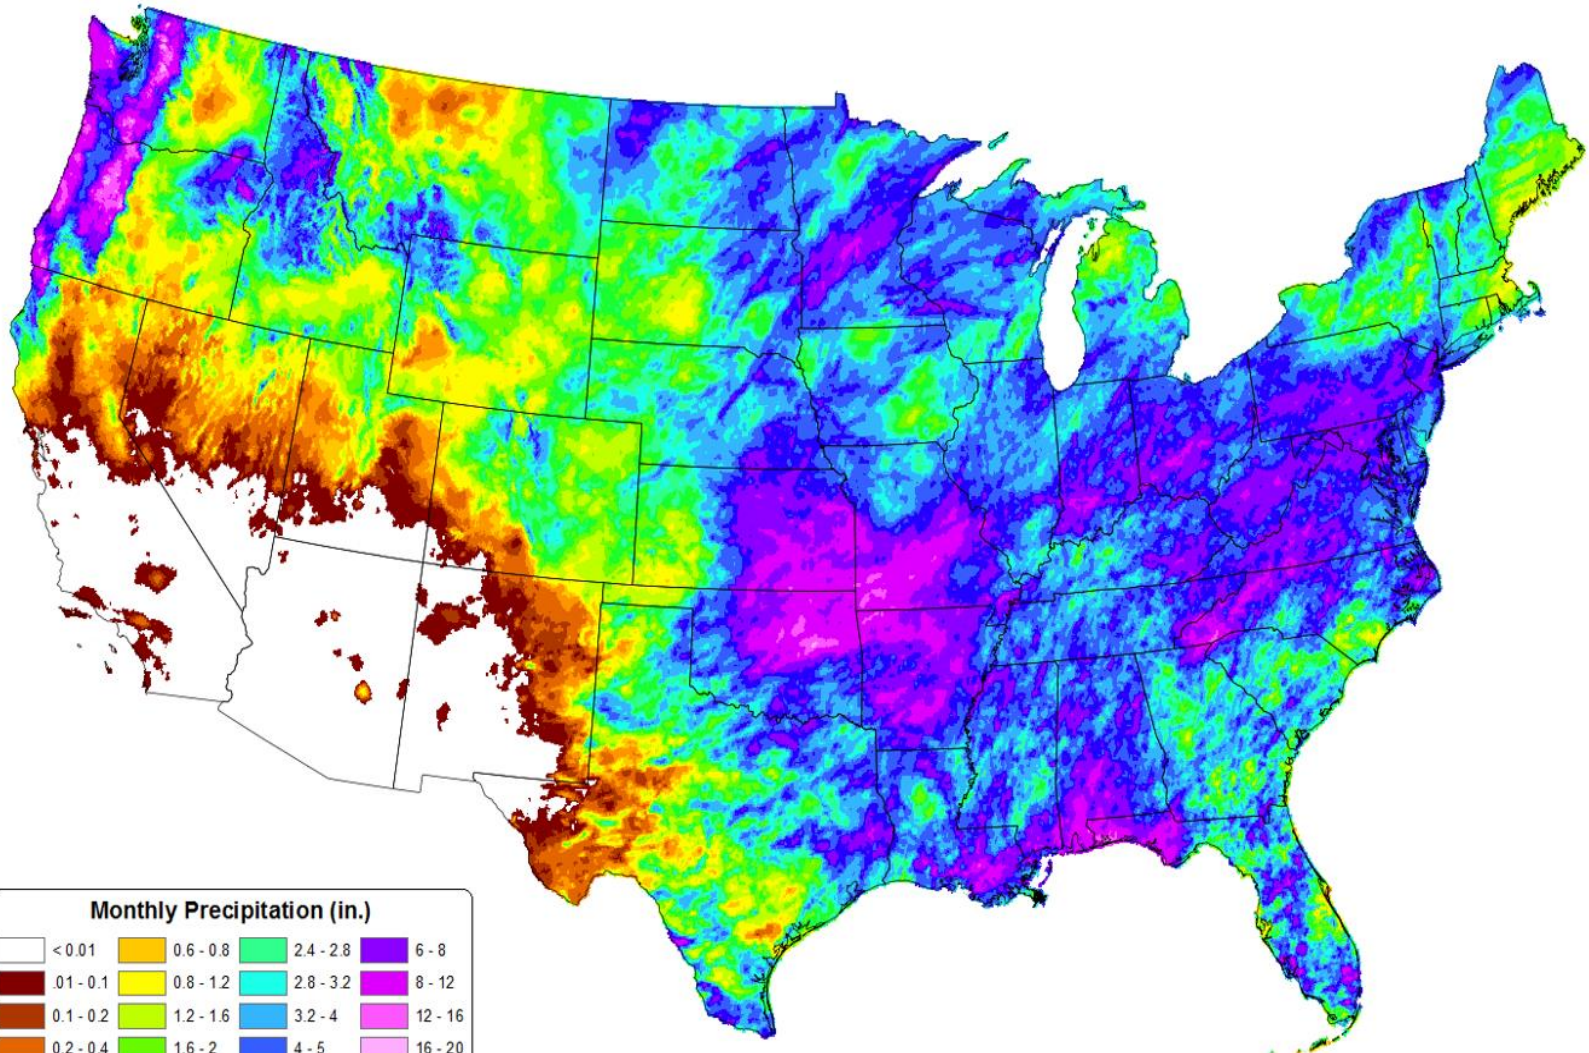 Monthly Precipitation (in.)
< 0.01 0.6 - 0.8 2.4 - 2.8 6 - 8
.01 - 0.1 0.8 - 1.2 2.8 - 3.2 8 - 12
0.1 - 0.2 1.2 - 1.6 3.2 - 4 12 - 16
0.2 - 0.4 1.6 - 2 4 - 5 16 - 20